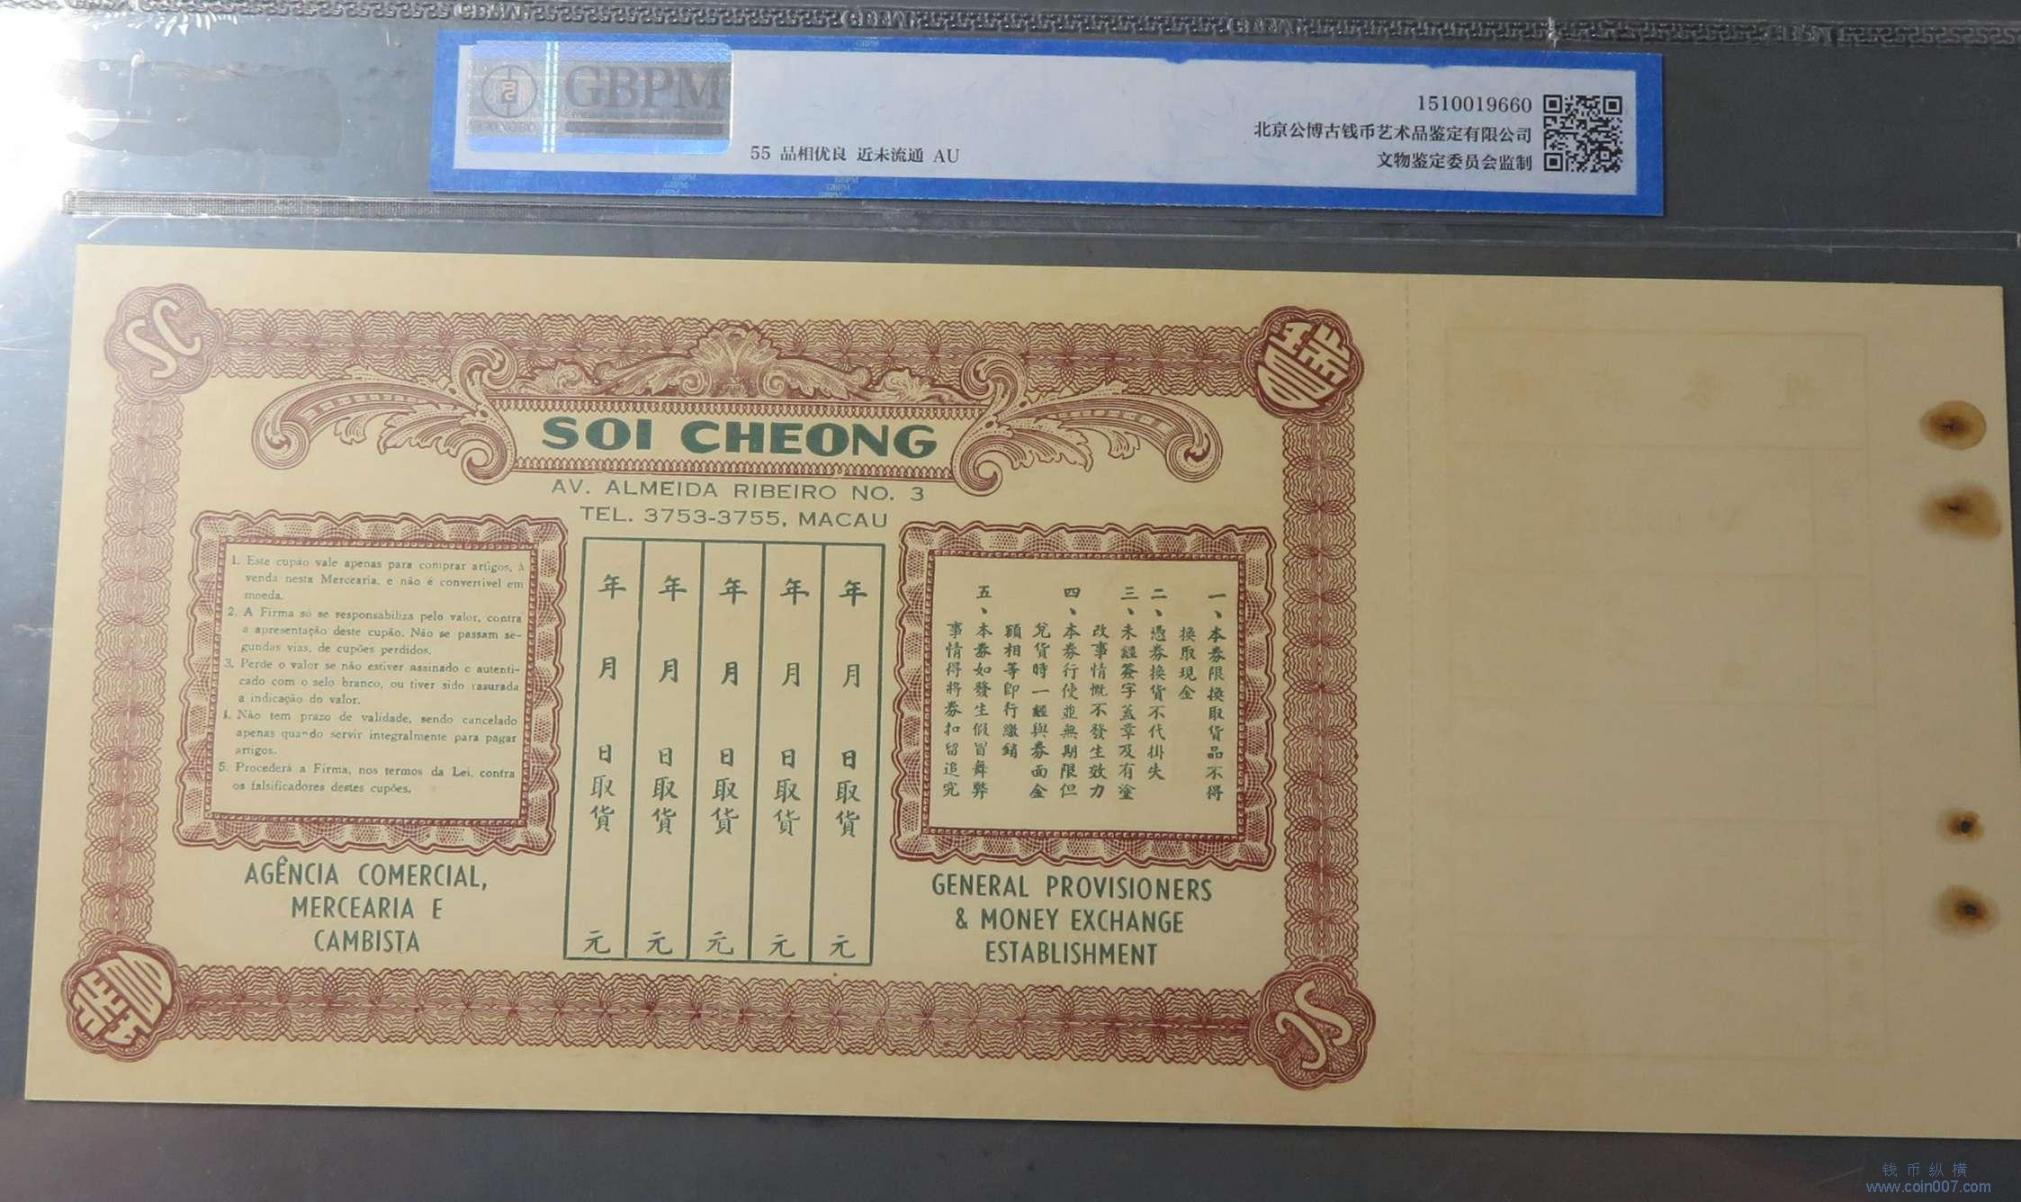 GBPM
55 品相优良 近未流通 AU
1510019660
北京公博古钱币艺术品鉴定有限公司
文物鉴定委员会监制
SC
瑞昌
SOI CHEONG
AV. ALMEIDA RIBEIRO NO. 3
TEL. 3753-3755, MACAU
1. Este cupão vale apenas para comprar artigos, à
venda nesta Mercearia, e não é convertivel em
moeda.
2. A Firma só se responsabiliza pelo valor, contra
a apresentação deste cupão. Não se passam se-
gundas vias, de cupões perdidos.
3. Perde o valor se não estiver assinado e autenti-
cado com o selo branco, ou tiver sido rasurada
a indicação do valor.
4. Não tem prazo de validade, sendo cancelado
apenas quando servir integralmente para pagar
artigos.
5. Procederá a Firma, nos termos da Lei, contra
os falsificadores destes cupões.
AGÊNCIA COMERCIAL,
MERCEARIA E
CAMBISTA
年月日取貨元
年月日取貨元
年月日取貨元
年月日取貨元
年月日取貨元
一、本券限換取貨品不得
換取現金
二、憑券換貨不代掛失
三、未經簽字蓋章及有塗
改事情概不發生效力
四、本券行使並無期限但
兌貨時一經與券面金
額相等即行繳銷
五、本券如發生假冒舞弊
事情得將券扣留追究
GENERAL PROVISIONERS
& MONEY EXCHANGE
ESTABLISHMENT
瑞昌
SC
钱币纵横
www.coin007.com